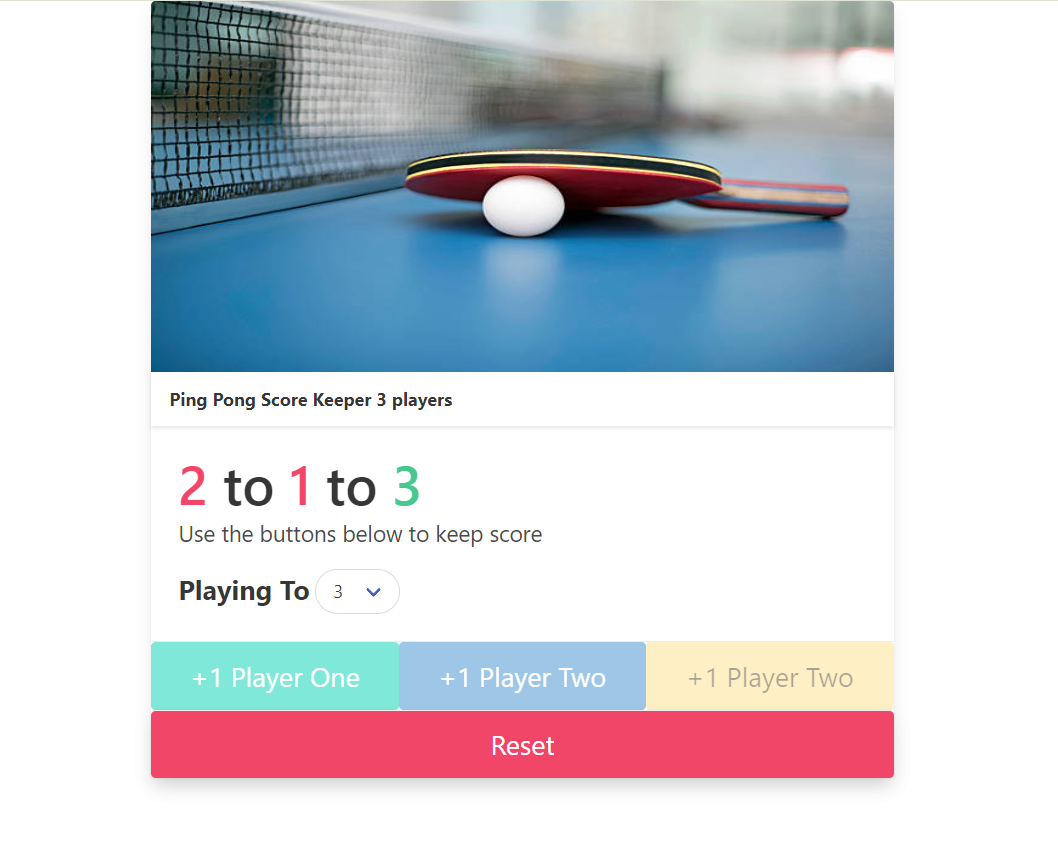 Ping Pong Score Keeper 3 players
2 to 1 to 3
Use the buttons below to keep score
Playing To 3
+1 Player One +1 Player Two +1 Player Two
Reset